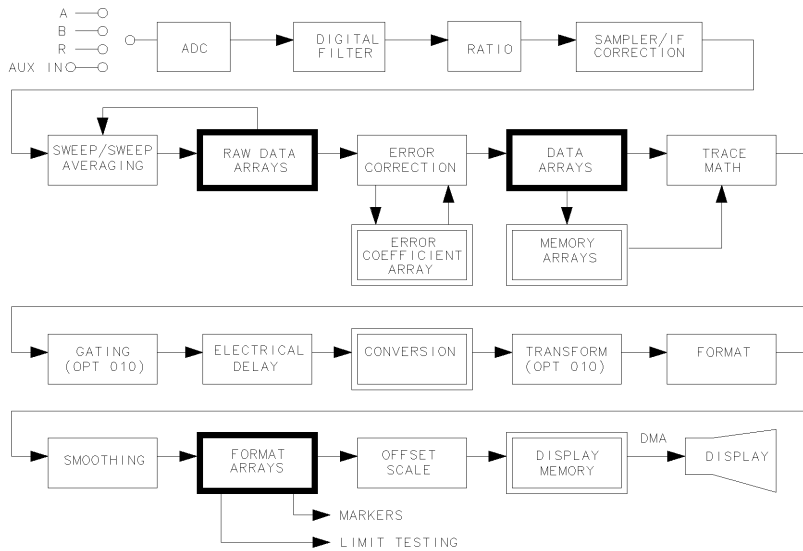 A
B
R
AUX IN
ADC
DIGITAL
FILTER
RATIO
SAMPLER/IF
CORRECTION
SWEEP/SWEEP
AVERAGING
RAW DATA
ARRAYS
ERROR
CORRECTION
DATA
ARRAYS
TRACE
MATH
ERROR
COEFFICIENT
ARRAY
MEMORY
ARRAYS
GATING
(OPT 010)
ELECTRICAL
DELAY
CONVERSION
TRANSFORM
(OPT 010)
FORMAT
SMOOTHING
FORMAT
ARRAYS
OFFSET
SCALE
DISPLAY
MEMORY
DMA
DISPLAY
MARKERS
LIMIT TESTING